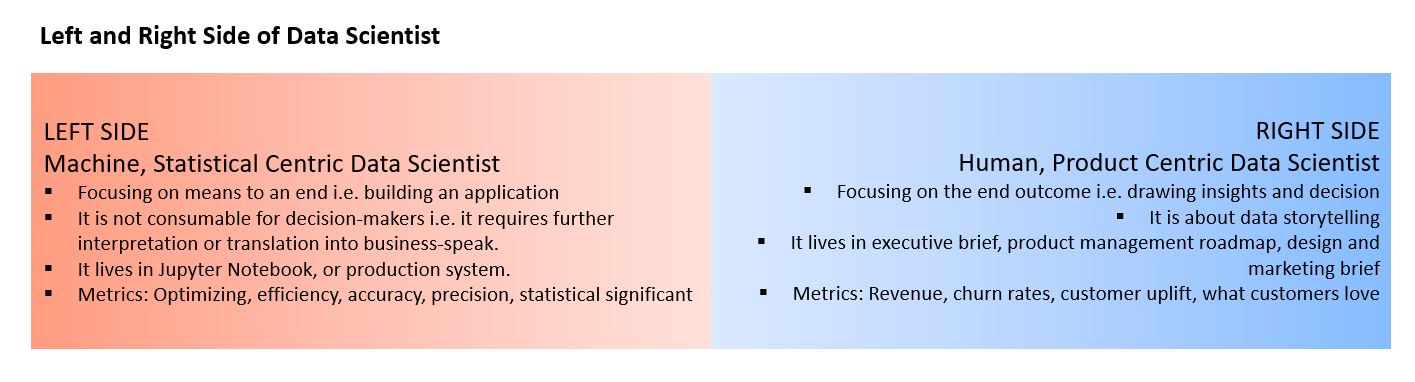 Left and Right Side of Data Scientist
LEFT SIDE
Machine, Statistical Centric Data Scientist
▪ Focusing on means to an end i.e. building an application
▪ It is not consumable for decision-makers i.e. it requires further
interpretation or translation into business-speak.
▪ It lives in Jupyter Notebook, or production system.
▪ Metrics: Optimizing, efficiency, accuracy, precision, statistical significant
RIGHT SIDE
Human, Product Centric Data Scientist
▪ Focusing on the end outcome i.e. drawing insights and decision
▪ It is about data storytelling
▪ It lives in executive brief, product management roadmap, design and
marketing brief
▪ Metrics: Revenue, churn rates, customer uplift, what customers love